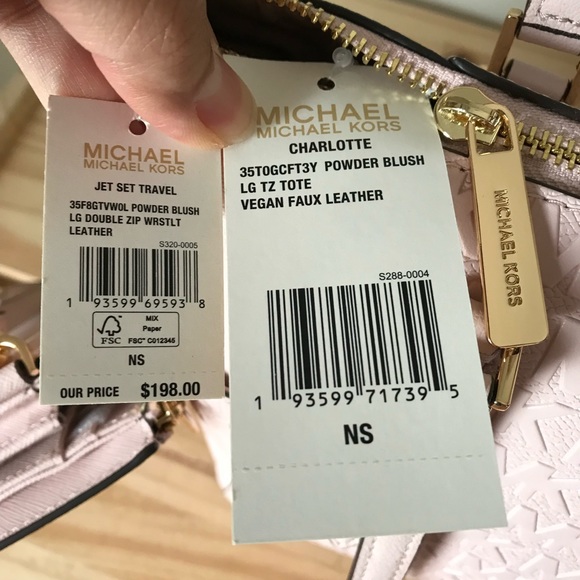 MICHAEL
MICHAEL KORS
JET SET TRAVEL
35F8GTVW0L POWDER BLUSH
LG DOUBLE ZIP WRSTLT
LEATHER
S320-0005
1 93599 69593 8
FSC
MIX
Paper
FSC™ C012345
NS
OUR PRICE $198.00
MICHAEL
MICHAEL KORS
CHARLOTTE
35T0GCFT3Y POWDER BLUSH
LG TZ TOTE
VEGAN FAUX LEATHER
S288-0004
1 93599 71739 5
NS
MICHAEL KORS